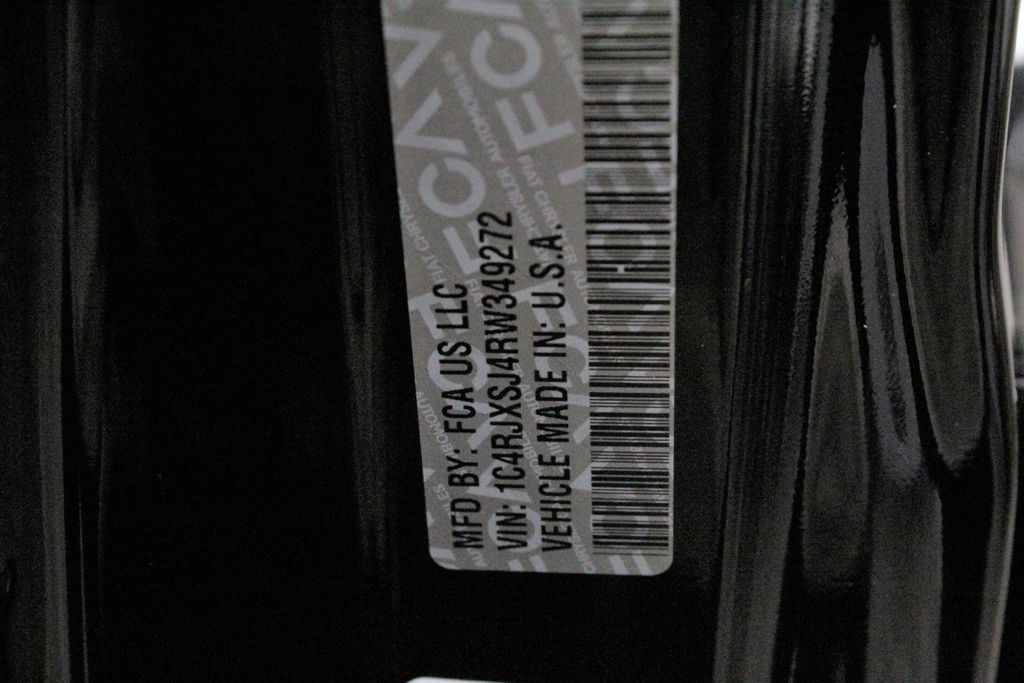 MFD BY: FCA US LLC
VIN: 1C4RJXSJ4RW349272
VEHICLE MADE IN: U.S.A.